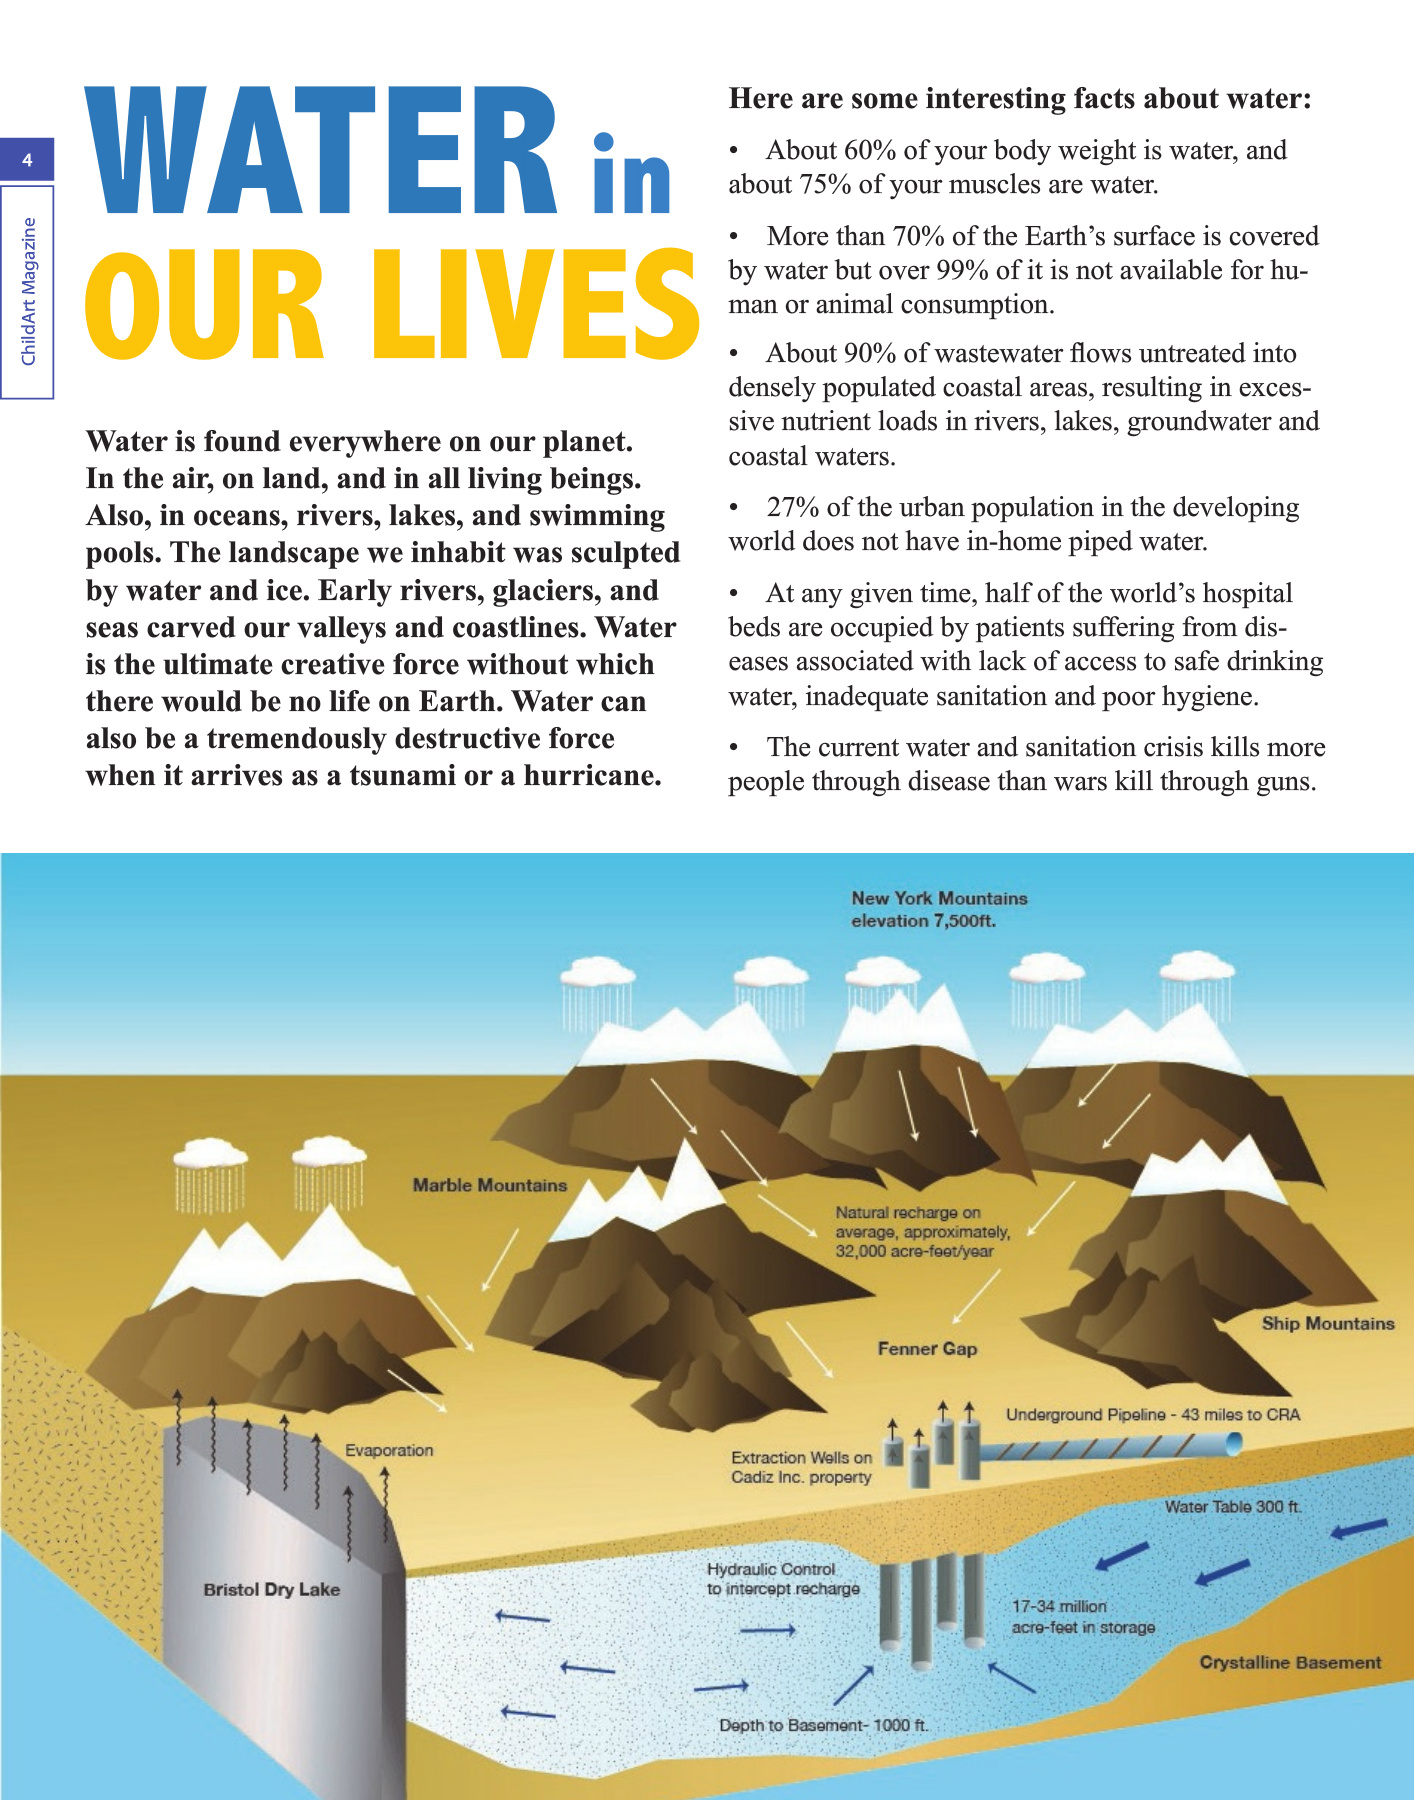 4
ChildArt Magazine
WATER in
OUR LIVES
Water is found everywhere on our planet.
In the air, on land, and in all living beings.
Also, in oceans, rivers, lakes, and swimming
pools. The landscape we inhabit was sculpted
by water and ice. Early rivers, glaciers, and
seas carved our valleys and coastlines. Water
is the ultimate creative force without which
there would be no life on Earth. Water can
also be a tremendously destructive force
when it arrives as a tsunami or a hurricane.
Here are some interesting facts about water:
• About 60% of your body weight is water, and
about 75% of your muscles are water.
• More than 70% of the Earth’s surface is covered
by water but over 99% of it is not available for hu-
man or animal consumption.
• About 90% of wastewater flows untreated into
densely populated coastal areas, resulting in exces-
sive nutrient loads in rivers, lakes, groundwater and
coastal waters.
• 27% of the urban population in the developing
world does not have in-home piped water.
• At any given time, half of the world’s hospital
beds are occupied by patients suffering from dis-
eases associated with lack of access to safe drinking
water, inadequate sanitation and poor hygiene.
• The current water and sanitation crisis kills more
people through disease than wars kill through guns.
New York Mountains
elevation 7,500ft.
Marble Mountains
Natural recharge on
average, approximately,
32,000 acre-feet/year
Ship Mountains
Fenner Gap
Underground Pipeline - 43 miles to CRA
Evaporation
Extraction Wells on
Cadiz Inc. property
Water Table 300 ft.
Bristol Dry Lake
Hydraulic Control
to intercept recharge
17-34 million
acre-feet in storage
Crystalline Basement
Depth to Basement- 1000 ft.